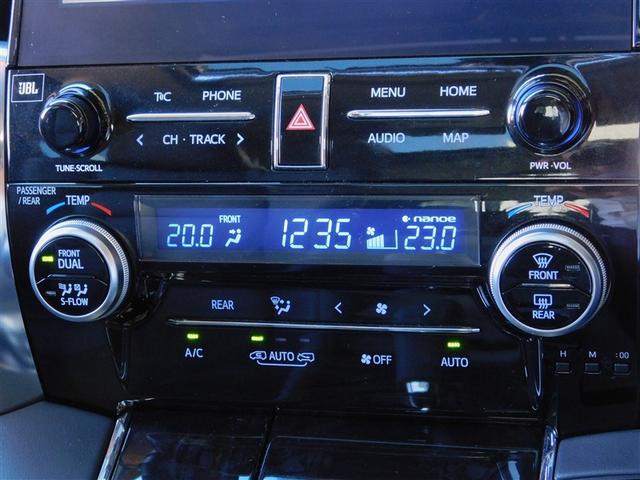 JBL
T/C PHONE MENU HOME
< CH · TRACK > AUDIO MAP
TUNE·SCROLL PWR·VOL
PASSENGER
/REAR
TEMP TEMP
FRONT nanoe
20.0 1235 23.0
FRONT
DUAL
S-FLOW
FRONT
REAR
REAR < >
A/C AUTO OFF AUTO
H M :00